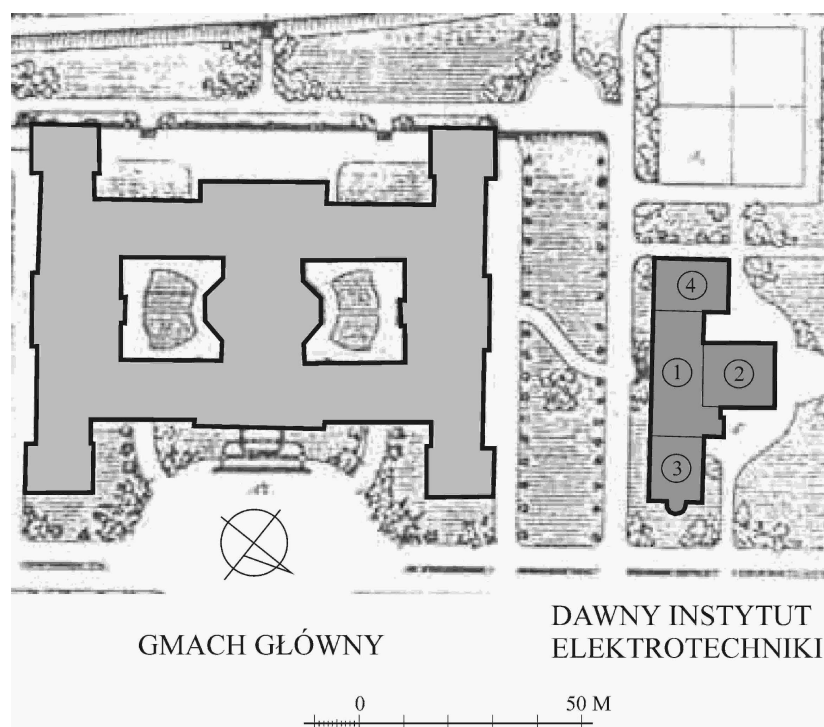 ④
①
②
③
GMACH GŁÓWNY
DAWNY INSTYTUT
ELEKTROTECHNIKI
0
50 M